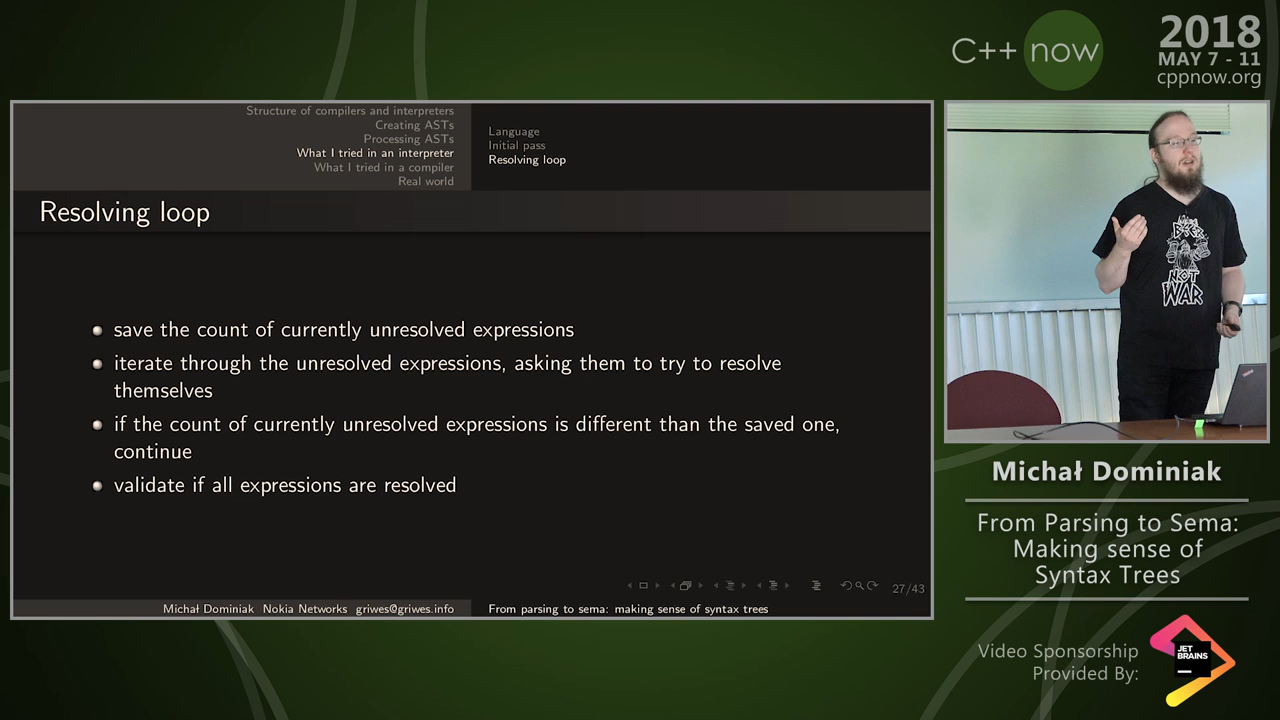 C++ now
2018
MAY 7 - 11
cppnow.org
Structure of compilers and interpreters
Creating ASTs
Processing ASTs
What I tried in an interpreter
What I tried in a compiler
Real world
Language
Initial pass
Resolving loop
Resolving loop
save the count of currently unresolved expressions
iterate through the unresolved expressions, asking them to try to resolve
themselves
if the count of currently unresolved expressions is different than the saved one,
continue
validate if all expressions are resolved
27/43
Michał Dominiak Nokia Networks griwes@griwes.info
From parsing to sema: making sense of syntax trees
BEER
NOT
WAR
Michał Dominiak
From Parsing to Sema:
Making sense of
Syntax Trees
Video Sponsorship
Provided By:
JET
BRAINS